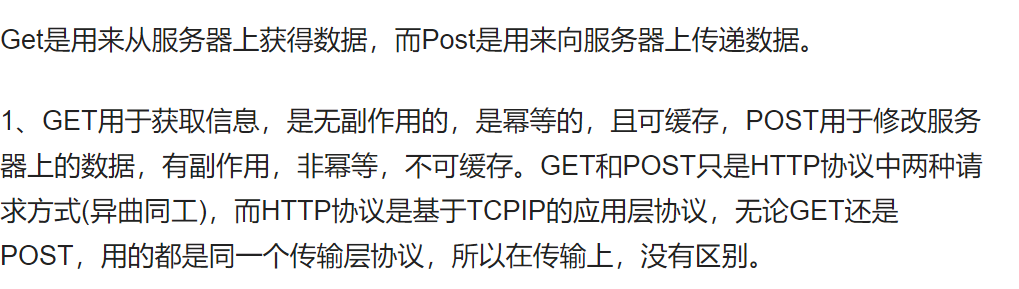 Get是用来从服务器上获得数据，而Post是用来向服务器上传递数据。
1、GET用于获取信息，是无副作用的，是幂等的，且可缓存，POST用于修改服务
器上的数据，有副作用，非幂等，不可缓存。GET和POST只是HTTP协议中两种请
求方式(异曲同工)，而HTTP协议是基于TCPIP的应用层协议，无论GET还是
POST，用的都是同一个传输层协议，所以在传输上，没有区别。